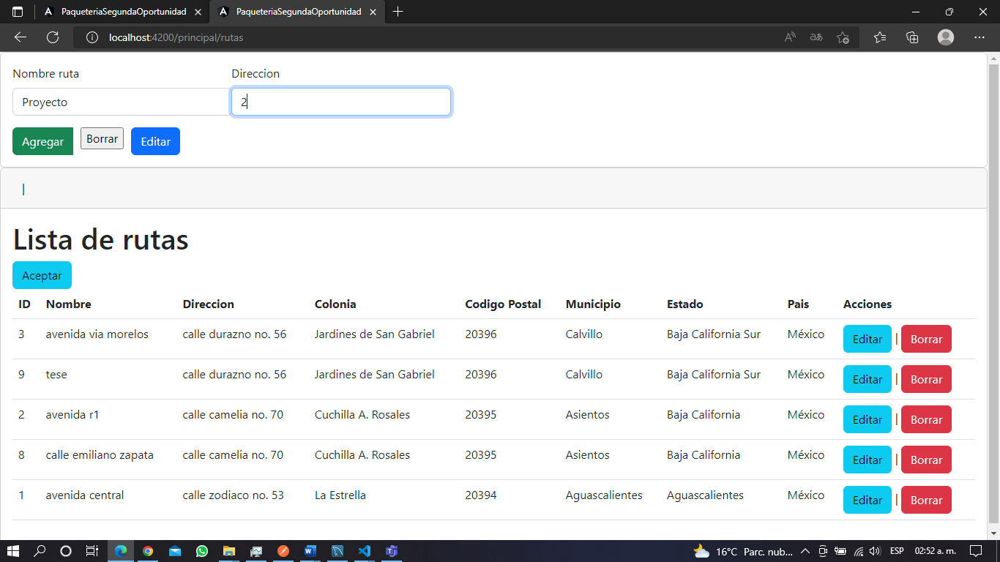 PaqueteriaSegundaOportunidad PaqueteriaSegundaOportunidad
localhost:4200/principal/rutas
Nombre ruta Direccion
Proyecto 2
Agregar Borrar Editar
|
Lista de rutas
Aceptar
ID Nombre Direccion Colonia Codigo Postal Municipio Estado Pais Acciones
3 avenida via morelos calle durazno no. 56 Jardines de San Gabriel 20396 Calvillo Baja California Sur México Editar | Borrar
9 tese calle durazno no. 56 Jardines de San Gabriel 20396 Calvillo Baja California Sur México Editar | Borrar
2 avenida r1 calle camelia no. 70 Cuchilla A. Rosales 20395 Asientos Baja California México Editar | Borrar
8 calle emiliano zapata calle camelia no. 70 Cuchilla A. Rosales 20395 Asientos Baja California México Editar | Borrar
1 avenida central calle zodiaco no. 53 La Estrella 20394 Aguascalientes Aguascalientes México Editar | Borrar
16°C Parc. nub... ESP 02:52 a. m.